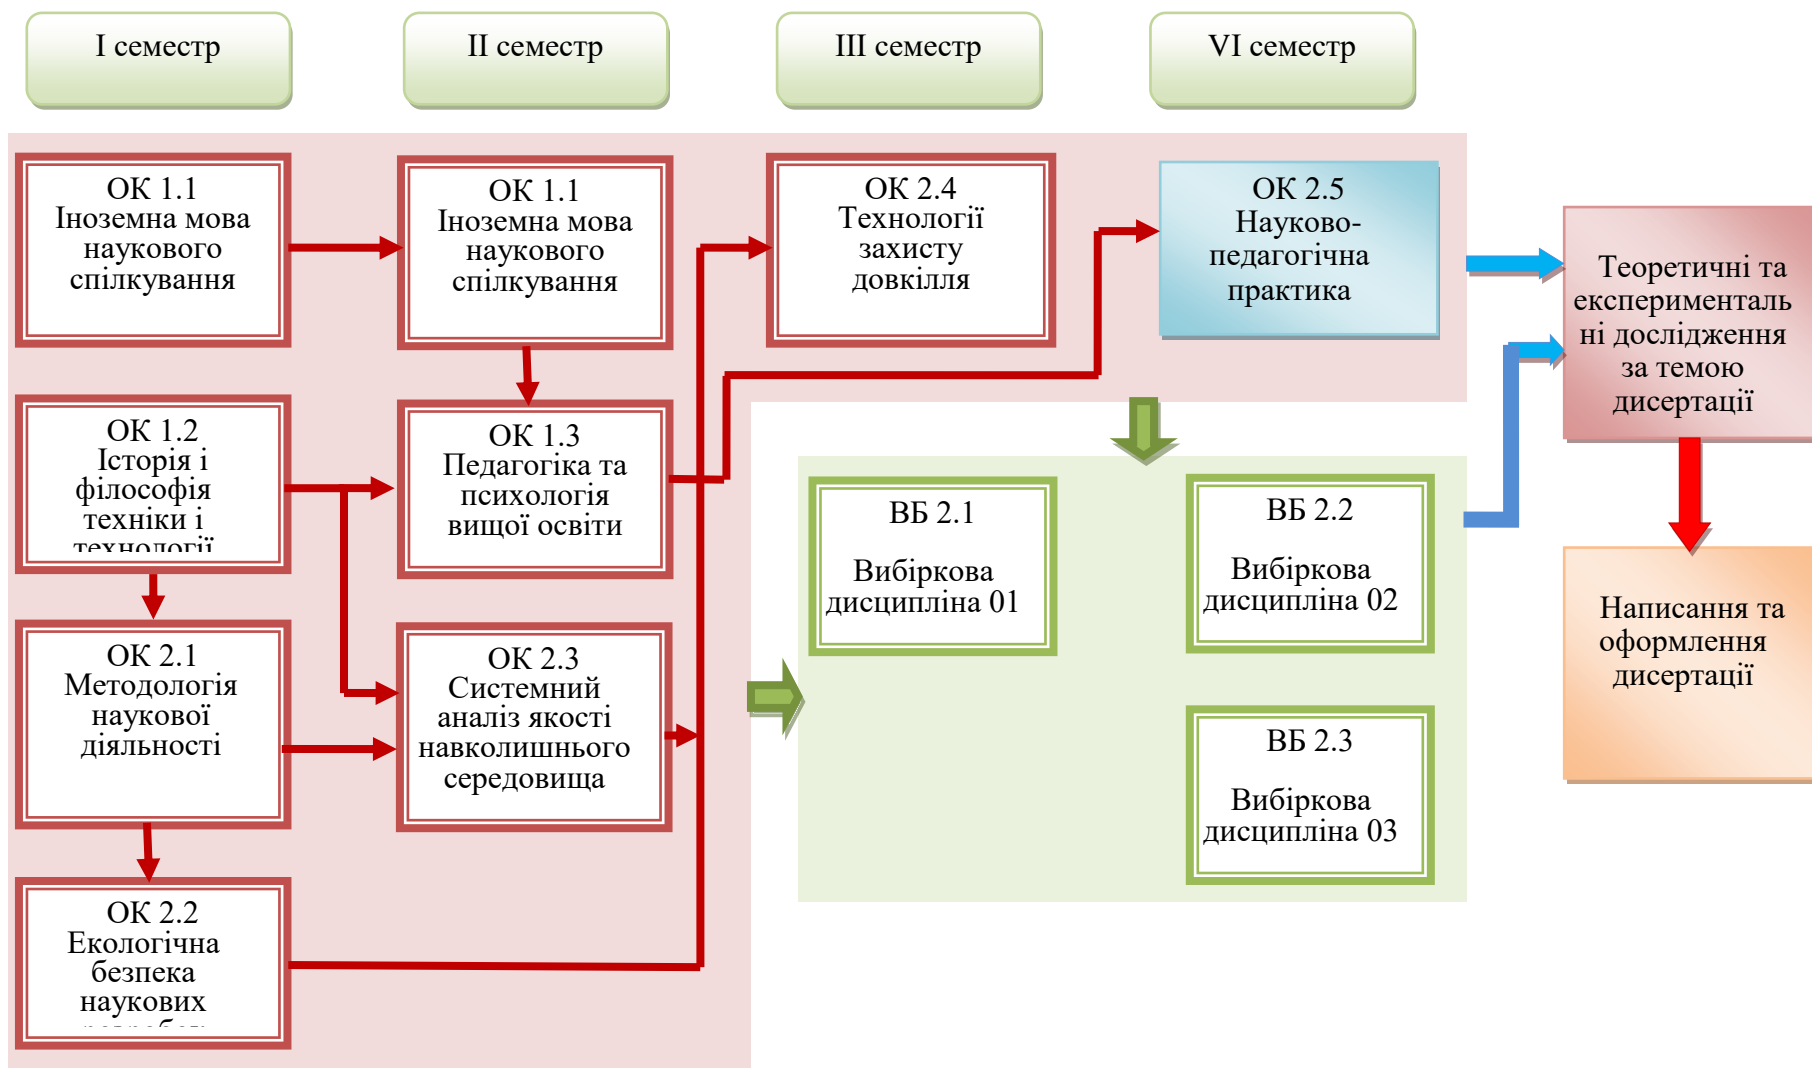 І семестр
ІІ семестр
ІІІ семестр
VI семестр
ОК 1.1
Іноземна мова
наукового
спілкування
ОК 1.1
Іноземна мова
наукового
спілкування
ОК 2.4
Технології
захисту
довкілля
ОК 2.5
Науково-
педагогічна
практика
Теоретичні та
експерименталь
ні дослідження
за темою
дисертації
ОК 1.2
Історія і
філософія
техніки і
технології
ОК 1.3
Педагогіка та
психологія
вищої освіти
ВБ 2.1
Вибіркова
дисципліна 01
ВБ 2.2
Вибіркова
дисципліна 02
Написання та
оформлення
дисертації
ОК 2.1
Методологія
наукової
діяльності
ОК 2.3
Системний
аналіз якості
навколишнього
середовища
ВБ 2.3
Вибіркова
дисципліна 03
ОК 2.2
Екологічна
безпека
наукових